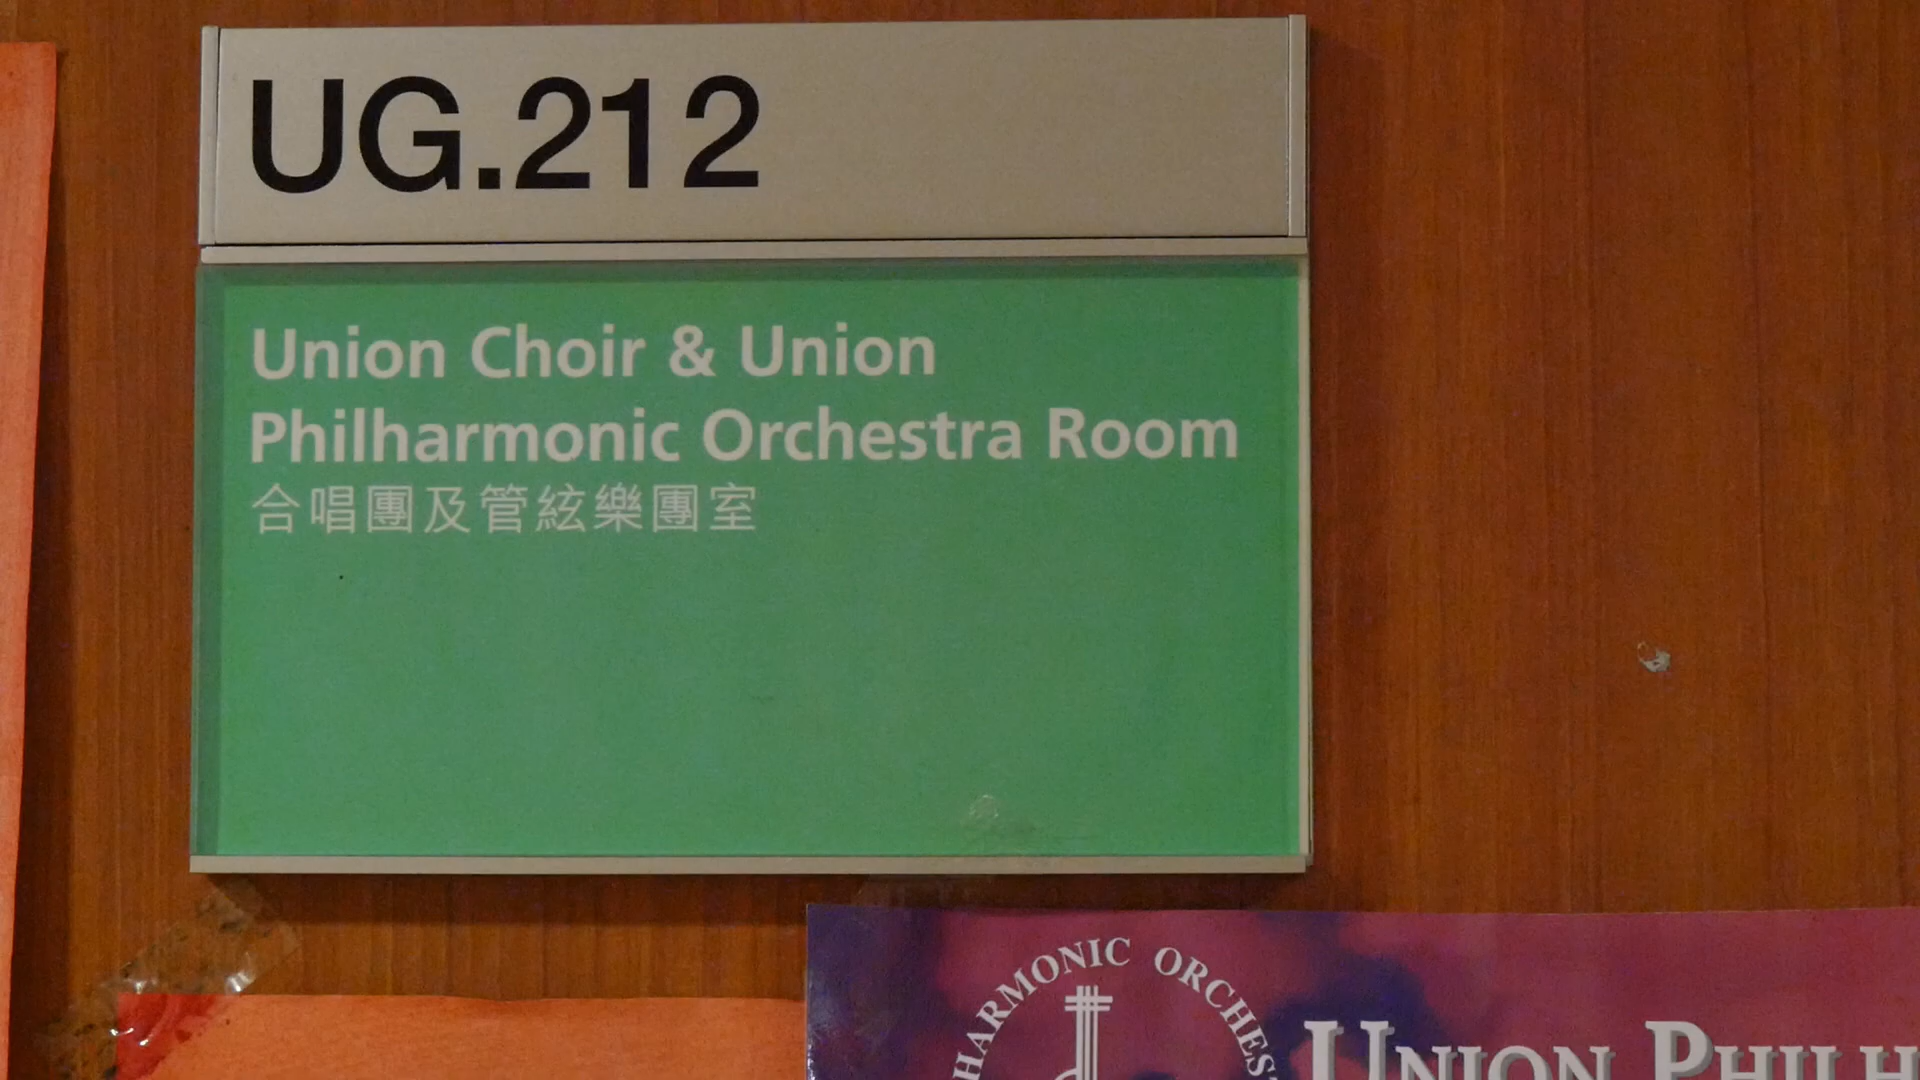 UG.212
Union Choir & Union
Philharmonic Orchestra Room
合唱團及管絃樂團室
HARMONIC ORCHES
UNION PHILH